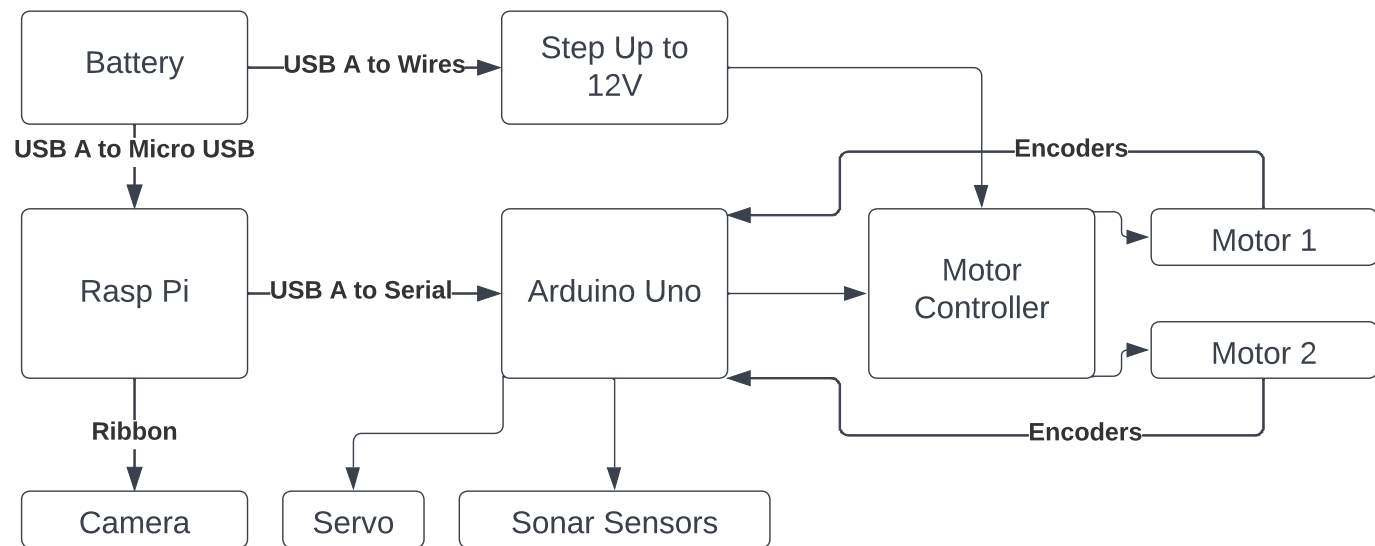 Battery
USB A to Wires
Step Up to
12V
USB A to Micro USB
Encoders
Rasp Pi
USB A to Serial
Arduino Uno
Motor
Controller
Motor 1
Motor 2
Ribbon
Encoders
Camera
Servo
Sonar Sensors